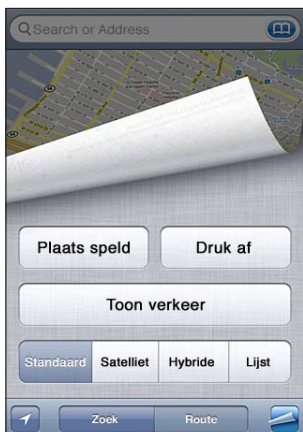 Search or Address
Plaats speld
Druk af
Toon verkeer
Standaard Satelliet Hybride Lijst
Zoek Route